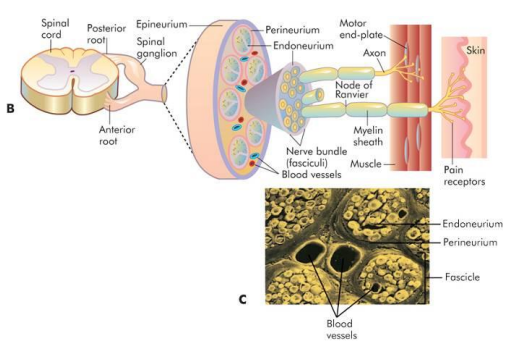 Spinal
cord
Posterior
root
Epineurium
Spinal
ganglion
Perineurium
Endoneurium
Motor
end-plate
Axon
Skin
Node of
Ranvier
B
Anterior
root
Myelin
sheath
Nerve bundle
(fasciculi)
Blood vessels
Muscle
Pain
receptors
Endoneurium
Perineurium
Fascicle
C
Blood
vessels